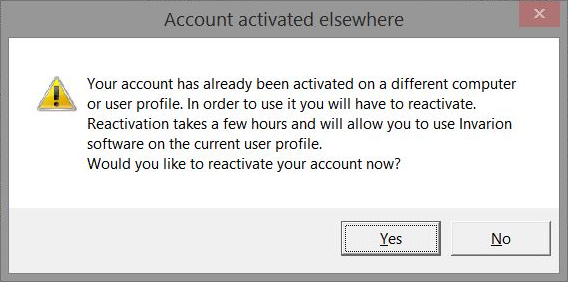 Account activated elsewhere
Your account has already been activated on a different computer
or user profile. In order to use it you will have to reactivate.
Reactivation takes a few hours and will allow you to use Invarion
software on the current user profile.
Would you like to reactivate your account now?
Yes
No